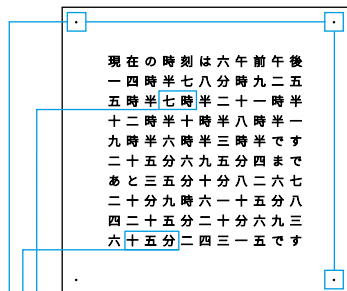 現在の時刻は六午前午後
一四時半七八分時九二五
五時半七時半二十一時半
十二時半十時半八時半一
九時半六時半三時半です
二十五分六九五分四まで
あと三五分十分八二六七
二十分九時六一十五分八
四二十五分二十分六九三
六十五分二四三一五です